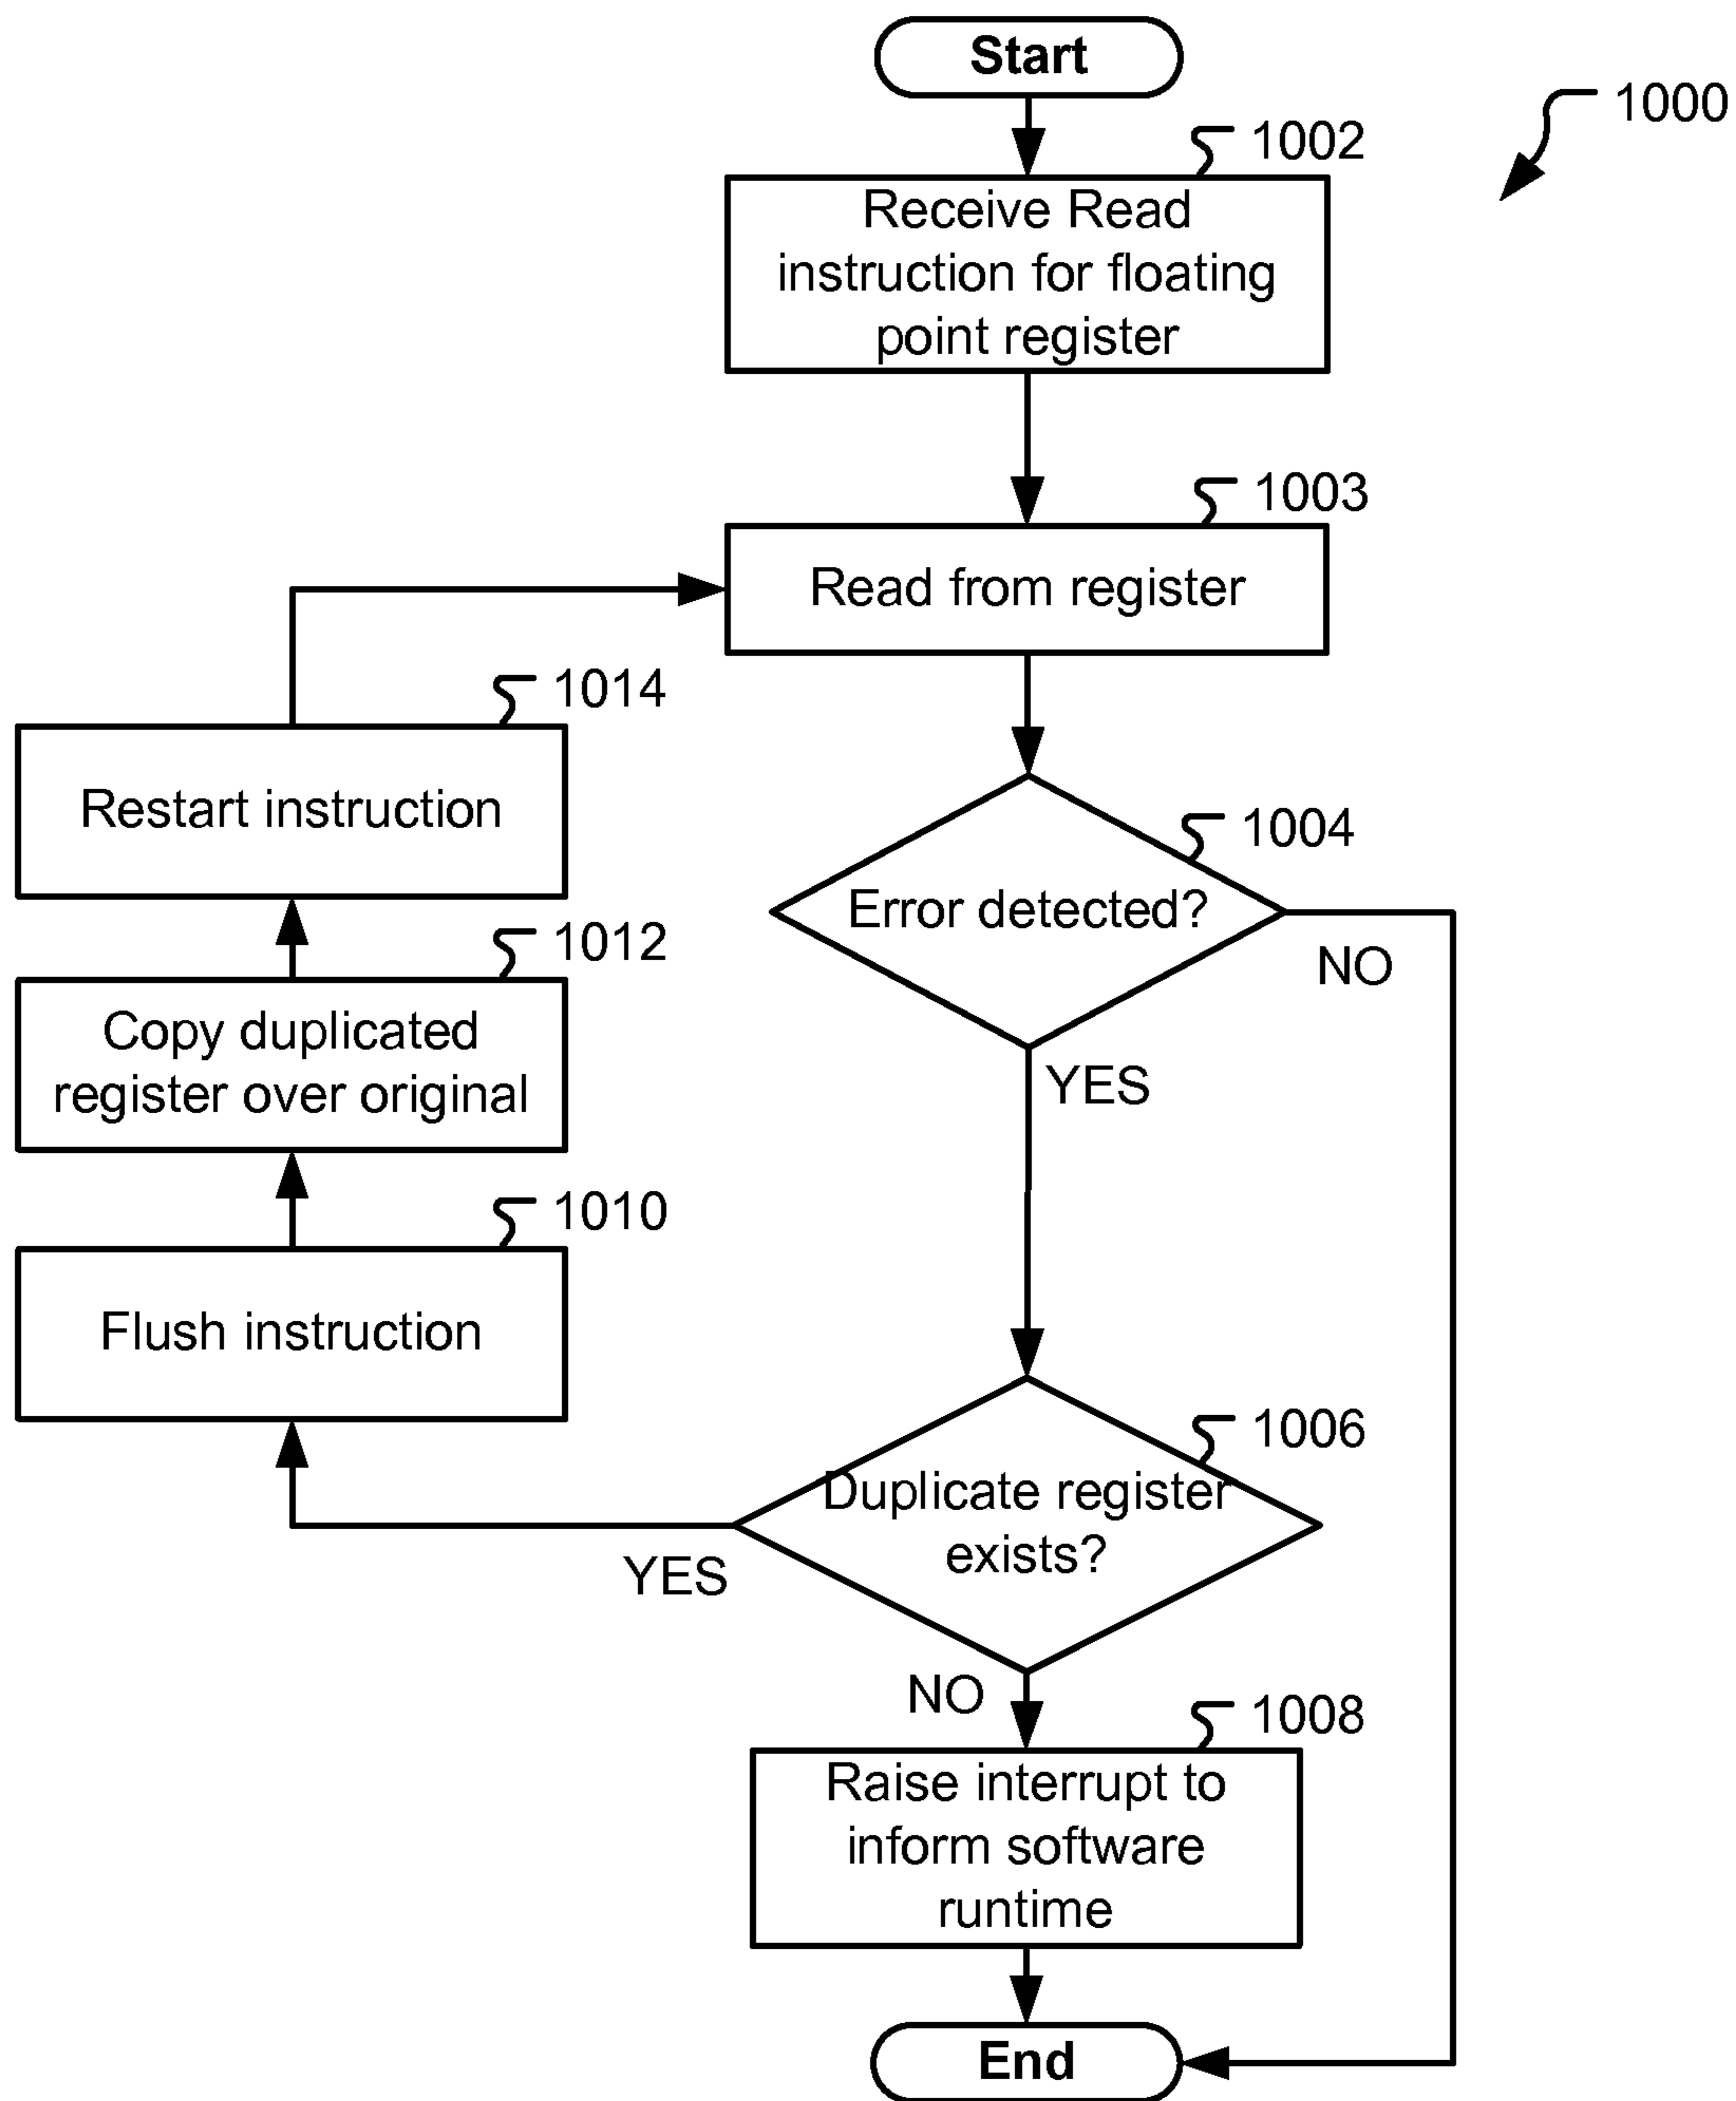 Start
1000
1002
Receive Read
instruction for floating
point register
1003
Read from register
1014
Restart instruction
1004
Error detected?
NO
1012
Copy duplicated
register over original
YES
1010
Flush instruction
1006
Duplicate register
exists?
YES
NO
1008
Raise interrupt to
inform software
runtime
End